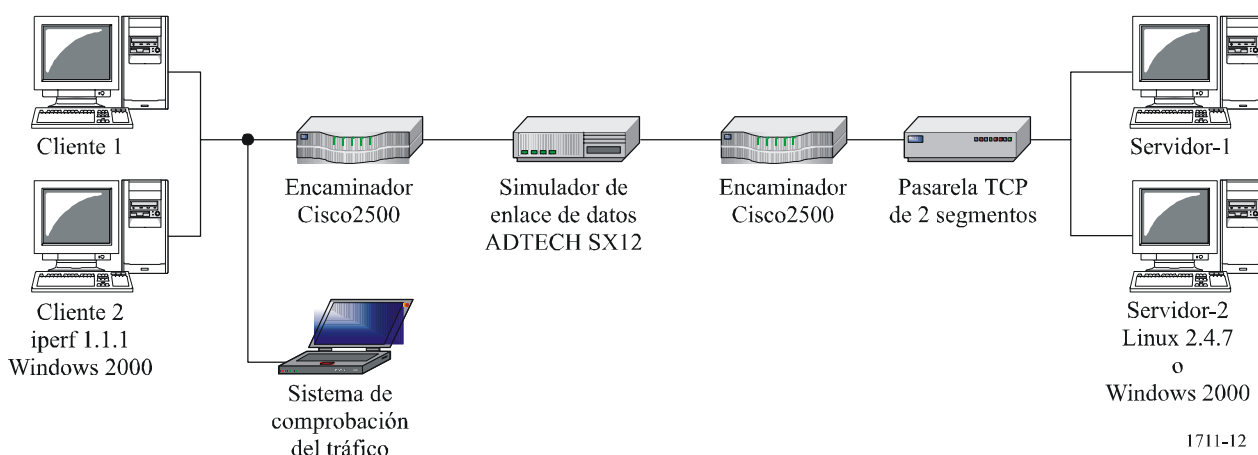 Cliente 1
Encaminador
Cisco2500
Simulador de
enlace de datos
ADTECH SX12
Encaminador
Cisco2500
Pasarela TCP
de 2 segmentos
Servidor-1
Cliente 2
iperf 1.1.1
Windows 2000
Sistema de
comprobación
del tráfico
Servidor-2
Linux 2.4.7
o
Windows 2000
1711-12